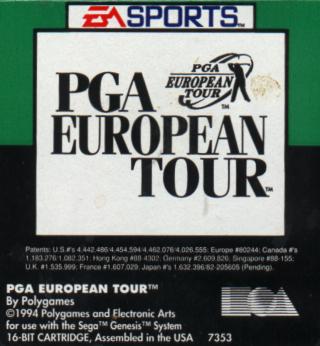 EA SPORTS™
PGA
EUROPEAN
TOUR™
PGA
EUROPEAN
TOUR™
Patents: U.S.#'s 4,442,486/4,454,594/4,462,076/4,026,555; Europe #80244; Canada #'s
1,183,276/1,082,351; Hong Kong #88-4302; Germany #2,609,826; Singapore #88-155;
U.K. #1,535,999; France #1,607,029; Japan #'s 1,632,396/82-205605 (Pending).
PGA EUROPEAN TOUR™
By Polygames
©1994 Polygames and Electronic Arts
for use with the Sega™ Genesis™ System
16-BIT CARTRIDGE, Assembled in the USA 7353
EA